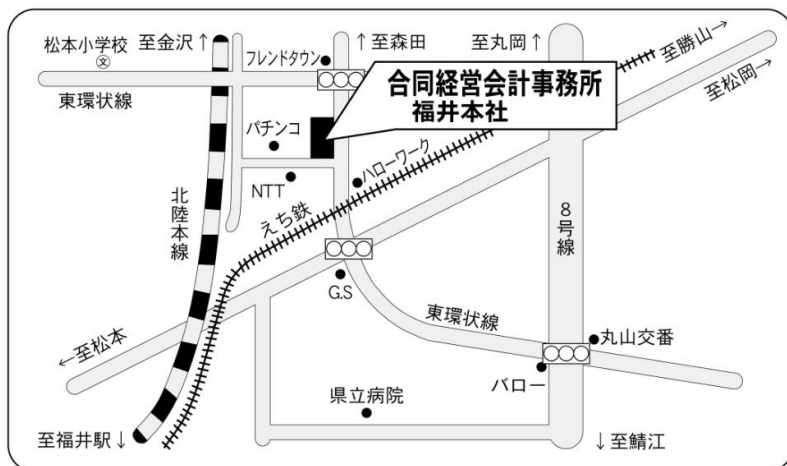 松本小学校
文
至金沢↑
フレンドタウン
↑至森田
至丸岡↑
至勝山→
至松岡→
東環状線
合同経営会計事務所
福井本社
パチンコ
ハローワーク
NTT
えち鉄
北陸本線
8号線
G.S
東環状線
丸山交番
←至松本
バロー
県立病院
至福井駅↓
↓至鯖江